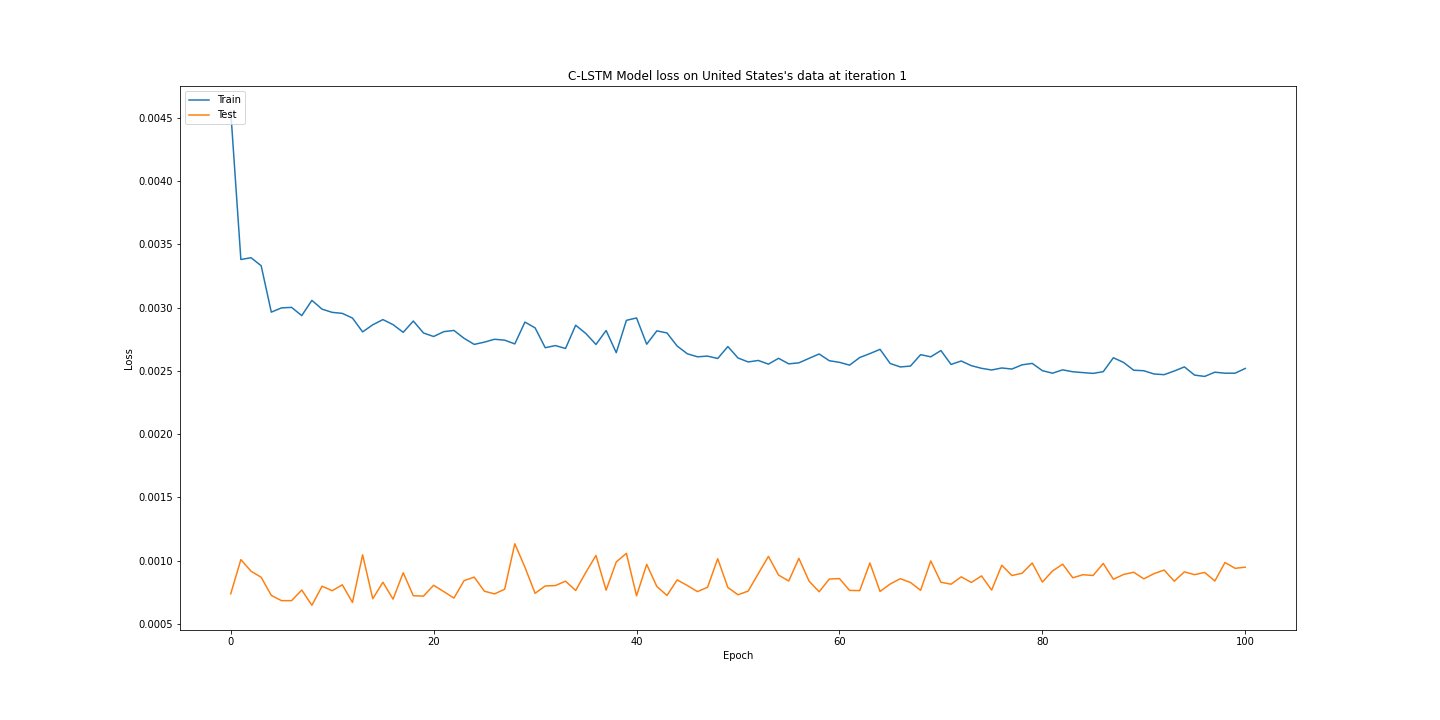 C-LSTM Model loss on United States's data at iteration 1
Train
Test
0.0045
0.0040
0.0035
0.0030
0.0025
0.0020
0.0015
0.0010
0.0005
Loss
0 20 40 60 80 100
Epoch